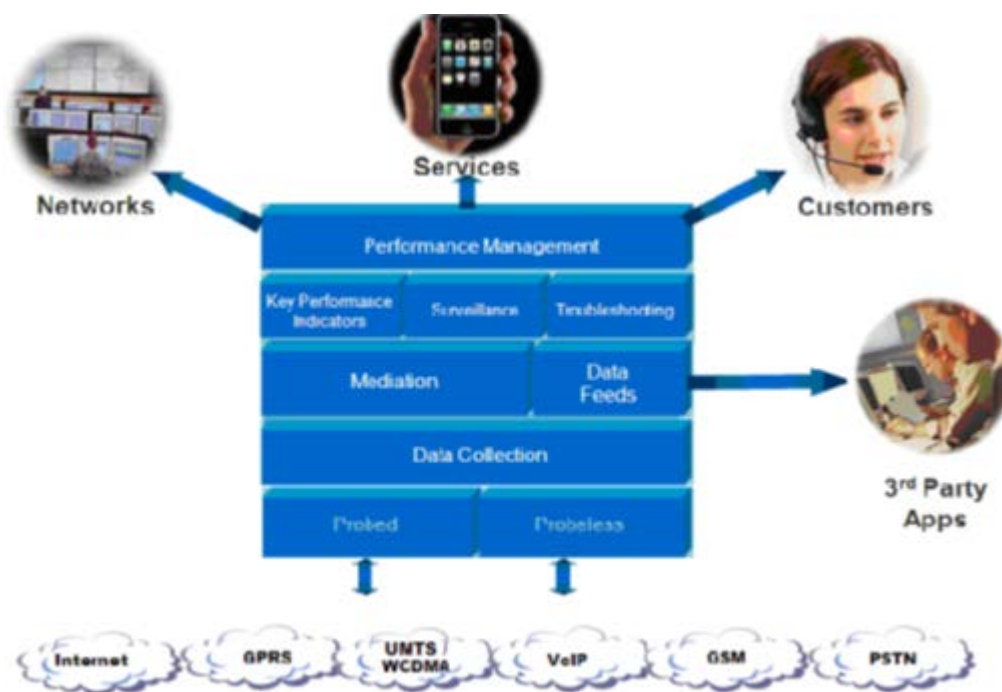 Services
Networks
Customers
Performance Management
Key Performance
Indicators
Surveillance
Troubleshooting
Mediation
Data
Feeds
Data Collection
3rd Party
Apps
Probed
Probeless
Internet
GPRS
UMTS
WCDMA
VoIP
GSM
PSTN